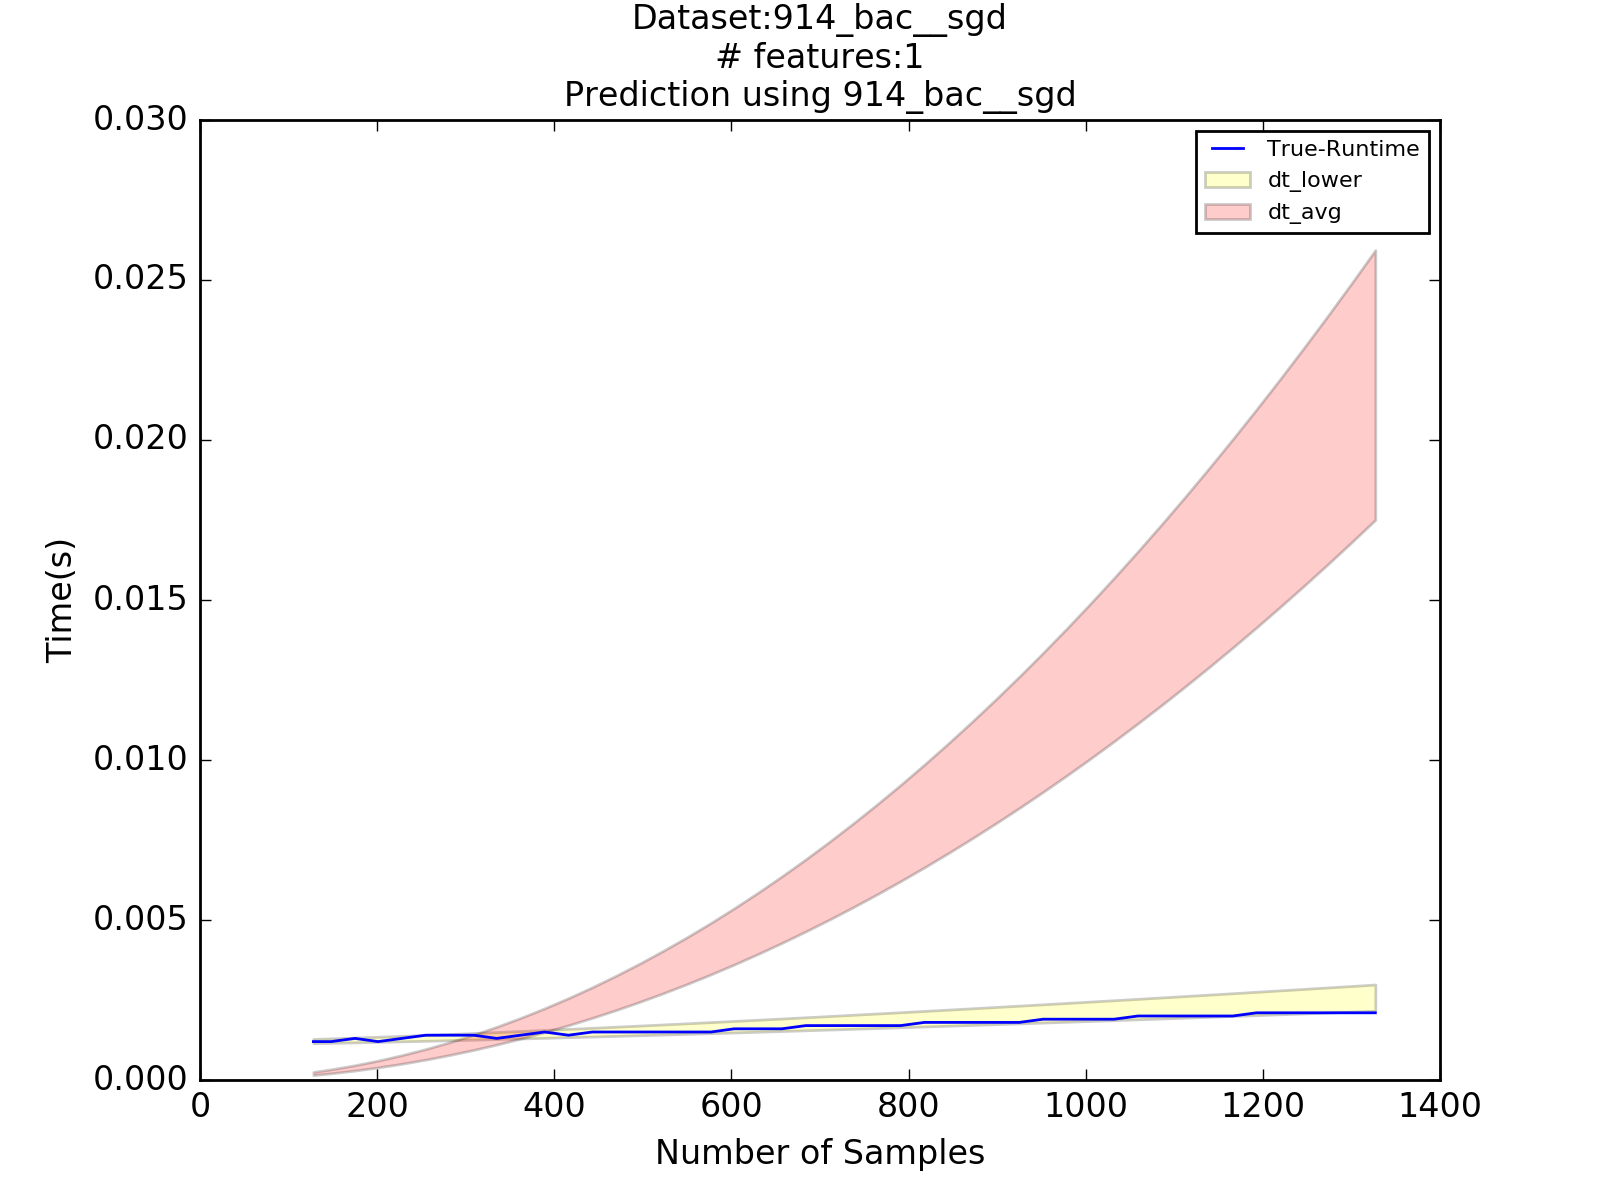 Dataset:914_bac__sgd
# features:1
Prediction using 914_bac__sgd
0.030
0.025
0.020
0.015
0.010
0.005
0.000
Time(s)
True-Runtime
dt_lower
dt_avg
0 200 400 600 800 1000 1200 1400
Number of Samples